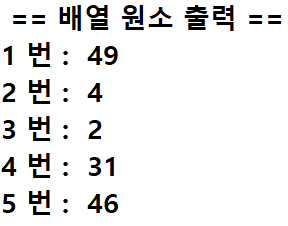 == 배열 원소 출력 ==
1 번 : 49
2 번 : 4
3 번 : 2
4 번 : 31
5 번 : 46